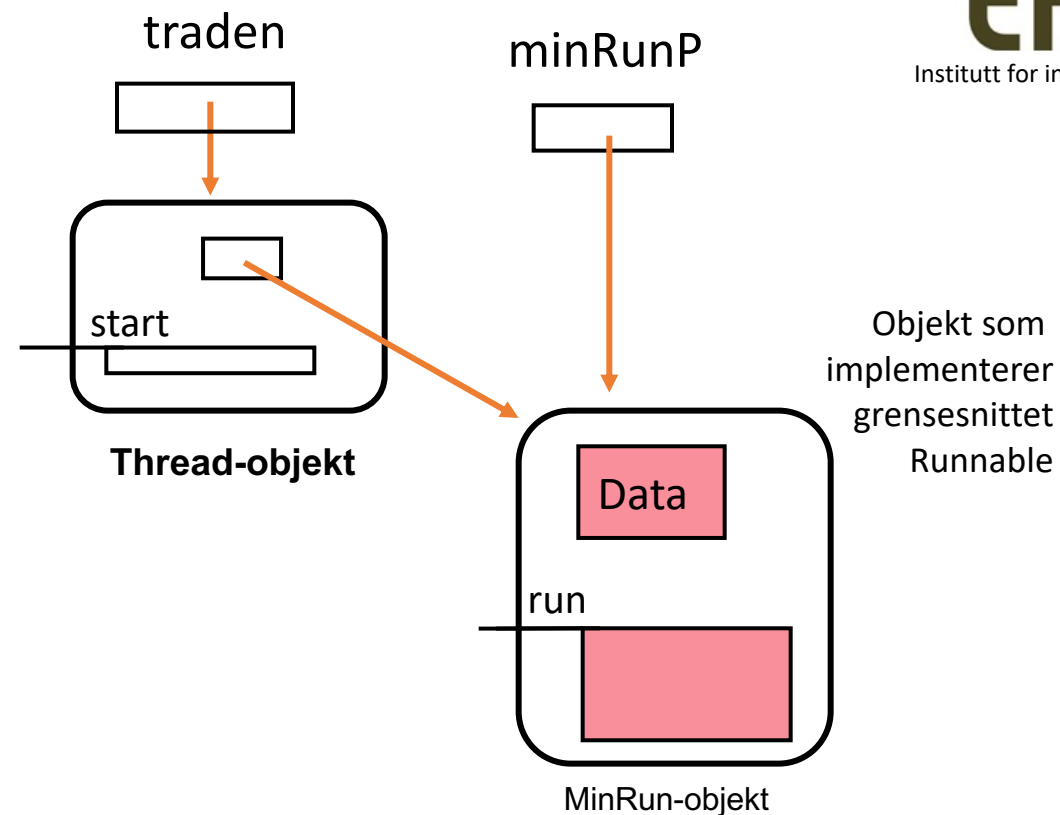 traden
minRunP
Institutt for in
start
Objekt som
implementerer
grensesnittet
Runnable
Thread-objekt
Data
run
MinRun-objekt